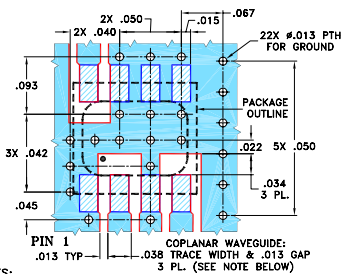 .067
2X .050
2X .040
.015
22X ø.013 PTH
FOR GROUND
.093
PACKAGE
OUTLINE
3X .042
.022
5X .050
.034
3 PL.
.045
PIN 1
.013 TYP
.038
COPLANAR WAVEGUIDE:
TRACE WIDTH & .013 GAP
3 PL. (SEE NOTE BELOW)